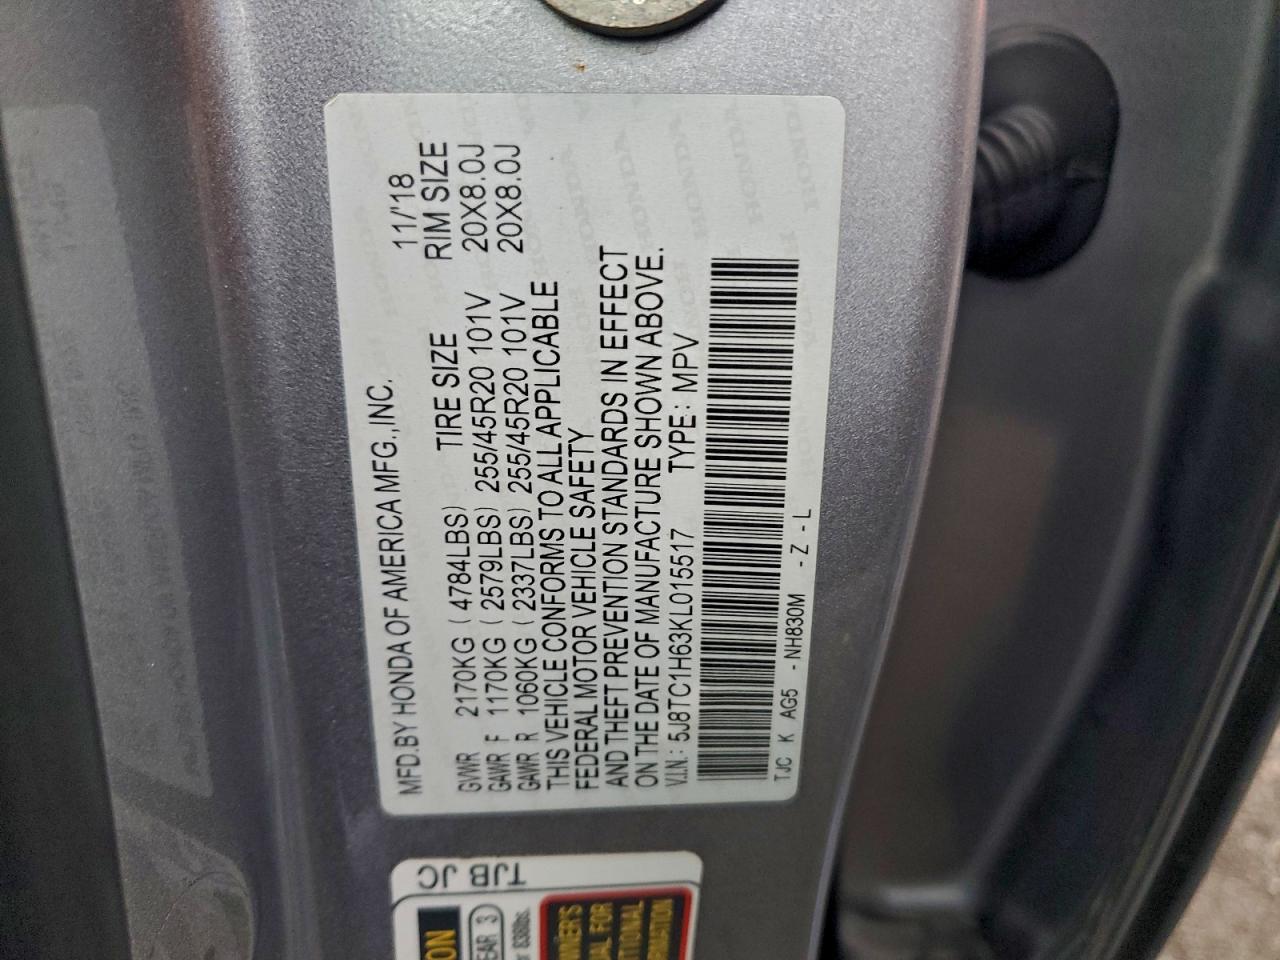 MFD.BY HONDA OF AMERICA MFG.,INC. 11/'18
TIRE SIZE RIM SIZE
GVWR 2170KG (4784LBS)
GAWR F 1170KG (2579LBS) 255/45R20 101V 20X8.0J
GAWR R 1060KG (2337LBS) 255/45R20 101V 20X8.0J
THIS VEHICLE CONFORMS TO ALL APPLICABLE
FEDERAL MOTOR VEHICLE SAFETY
AND THEFT PREVENTION STANDARDS IN EFFECT
ON THE DATE OF MANUFACTURE SHOWN ABOVE.
V.I.N.: 5J8TC1H63KL015517 TYPE: MPV
TJC K AG5 -NH830M -Z-L
TJB JC
EAR 3
838lbs.